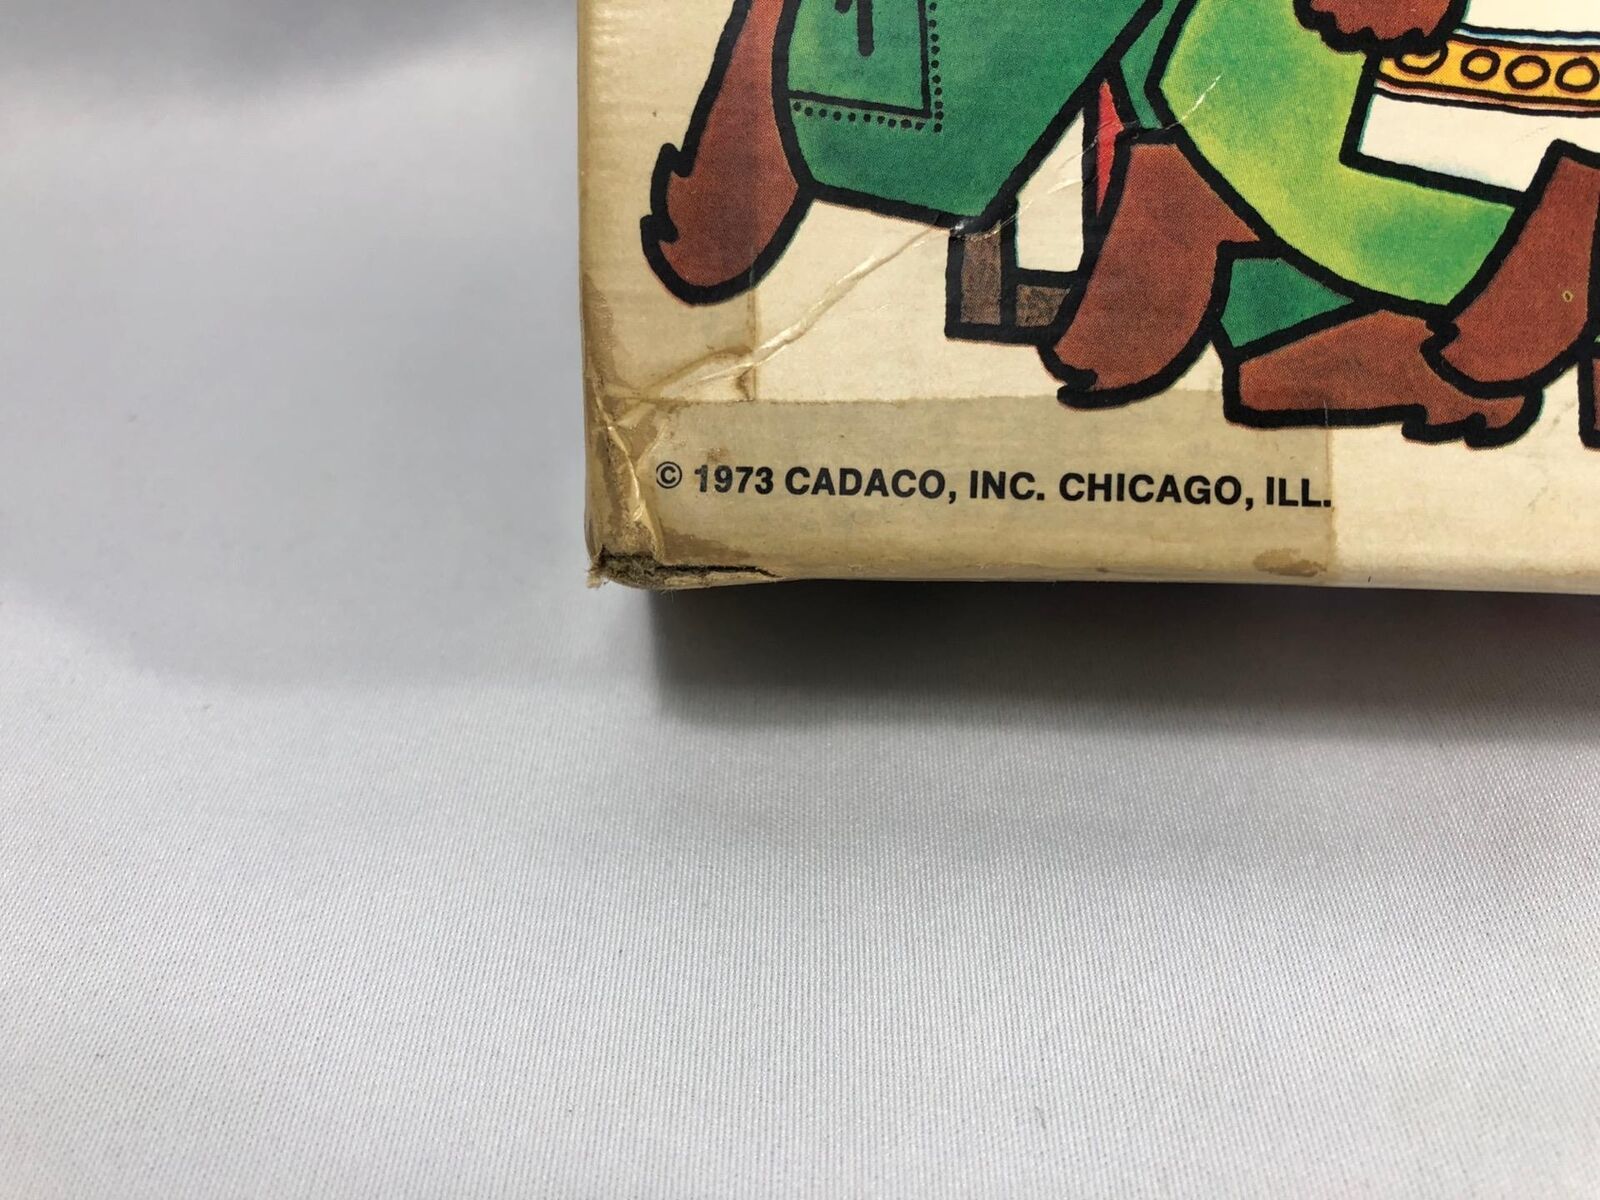 © 1973 CADACO, INC. CHICAGO, ILL.